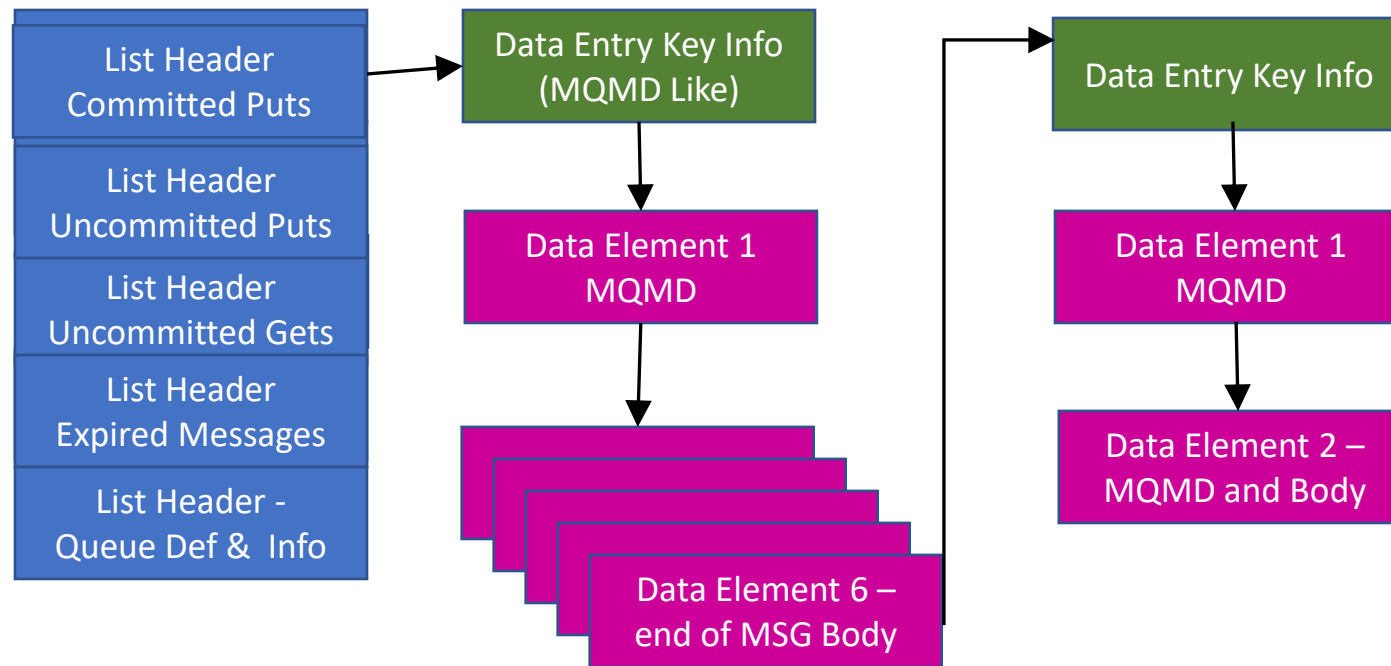 List Header
Committed Puts
List Header
Uncommitted Puts
List Header
Uncommitted Gets
List Header
Expired Messages
List Header -
Queue Def & Info
Data Entry Key Info
(MQMD Like)
Data Element 1
MQMD
Data Element 6 –
end of MSG Body
Data Entry Key Info
Data Element 1
MQMD
Data Element 2 –
MQMD and Body